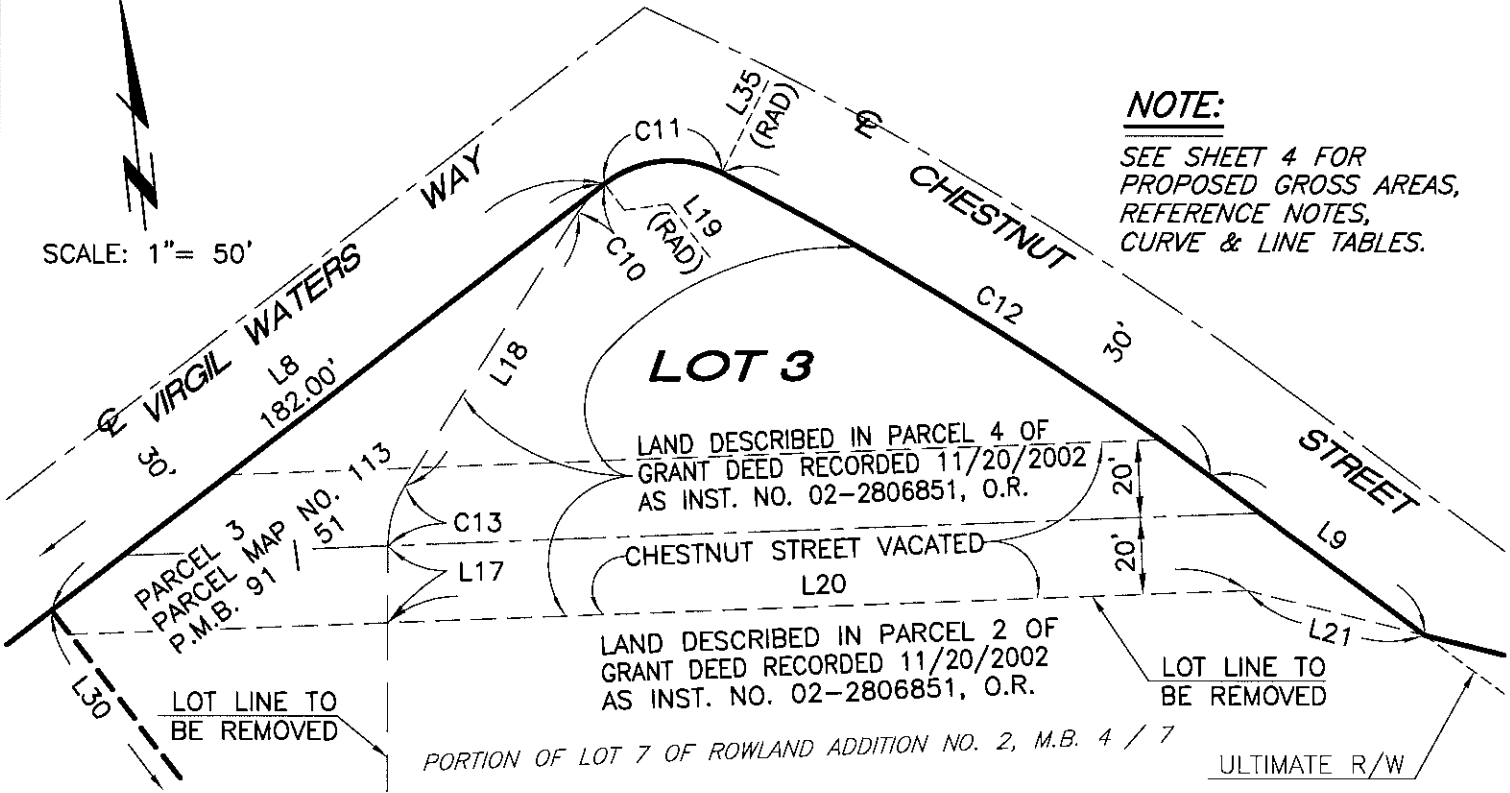 SCALE: 1"= 50'
NOTE:
SEE SHEET 4 FOR
PROPOSED GROSS AREAS,
REFERENCE NOTES,
CURVE & LINE TABLES.
℄ VIRGIL WATERS WAY
L8
182.00'
30'
C11
L35
(RAD)
L19
(RAD)
C10
℄ CHESTNUT STREET
C12
30'
L18
LOT 3
LAND DESCRIBED IN PARCEL 4 OF
GRANT DEED RECORDED 11/20/2002
AS INST. NO. 02-2806851, O.R.
20'
20'
PARCEL 3
PARCEL MAP NO. 113
P.M.B. 91 / 51
C13
L17
CHESTNUT STREET VACATED
L20
L9
L21
LAND DESCRIBED IN PARCEL 2 OF
GRANT DEED RECORDED 11/20/2002
AS INST. NO. 02-2806851, O.R.
L30
LOT LINE TO
BE REMOVED
LOT LINE TO
BE REMOVED
PORTION OF LOT 7 OF ROWLAND ADDITION NO. 2, M.B. 4 / 7
ULTIMATE R/W